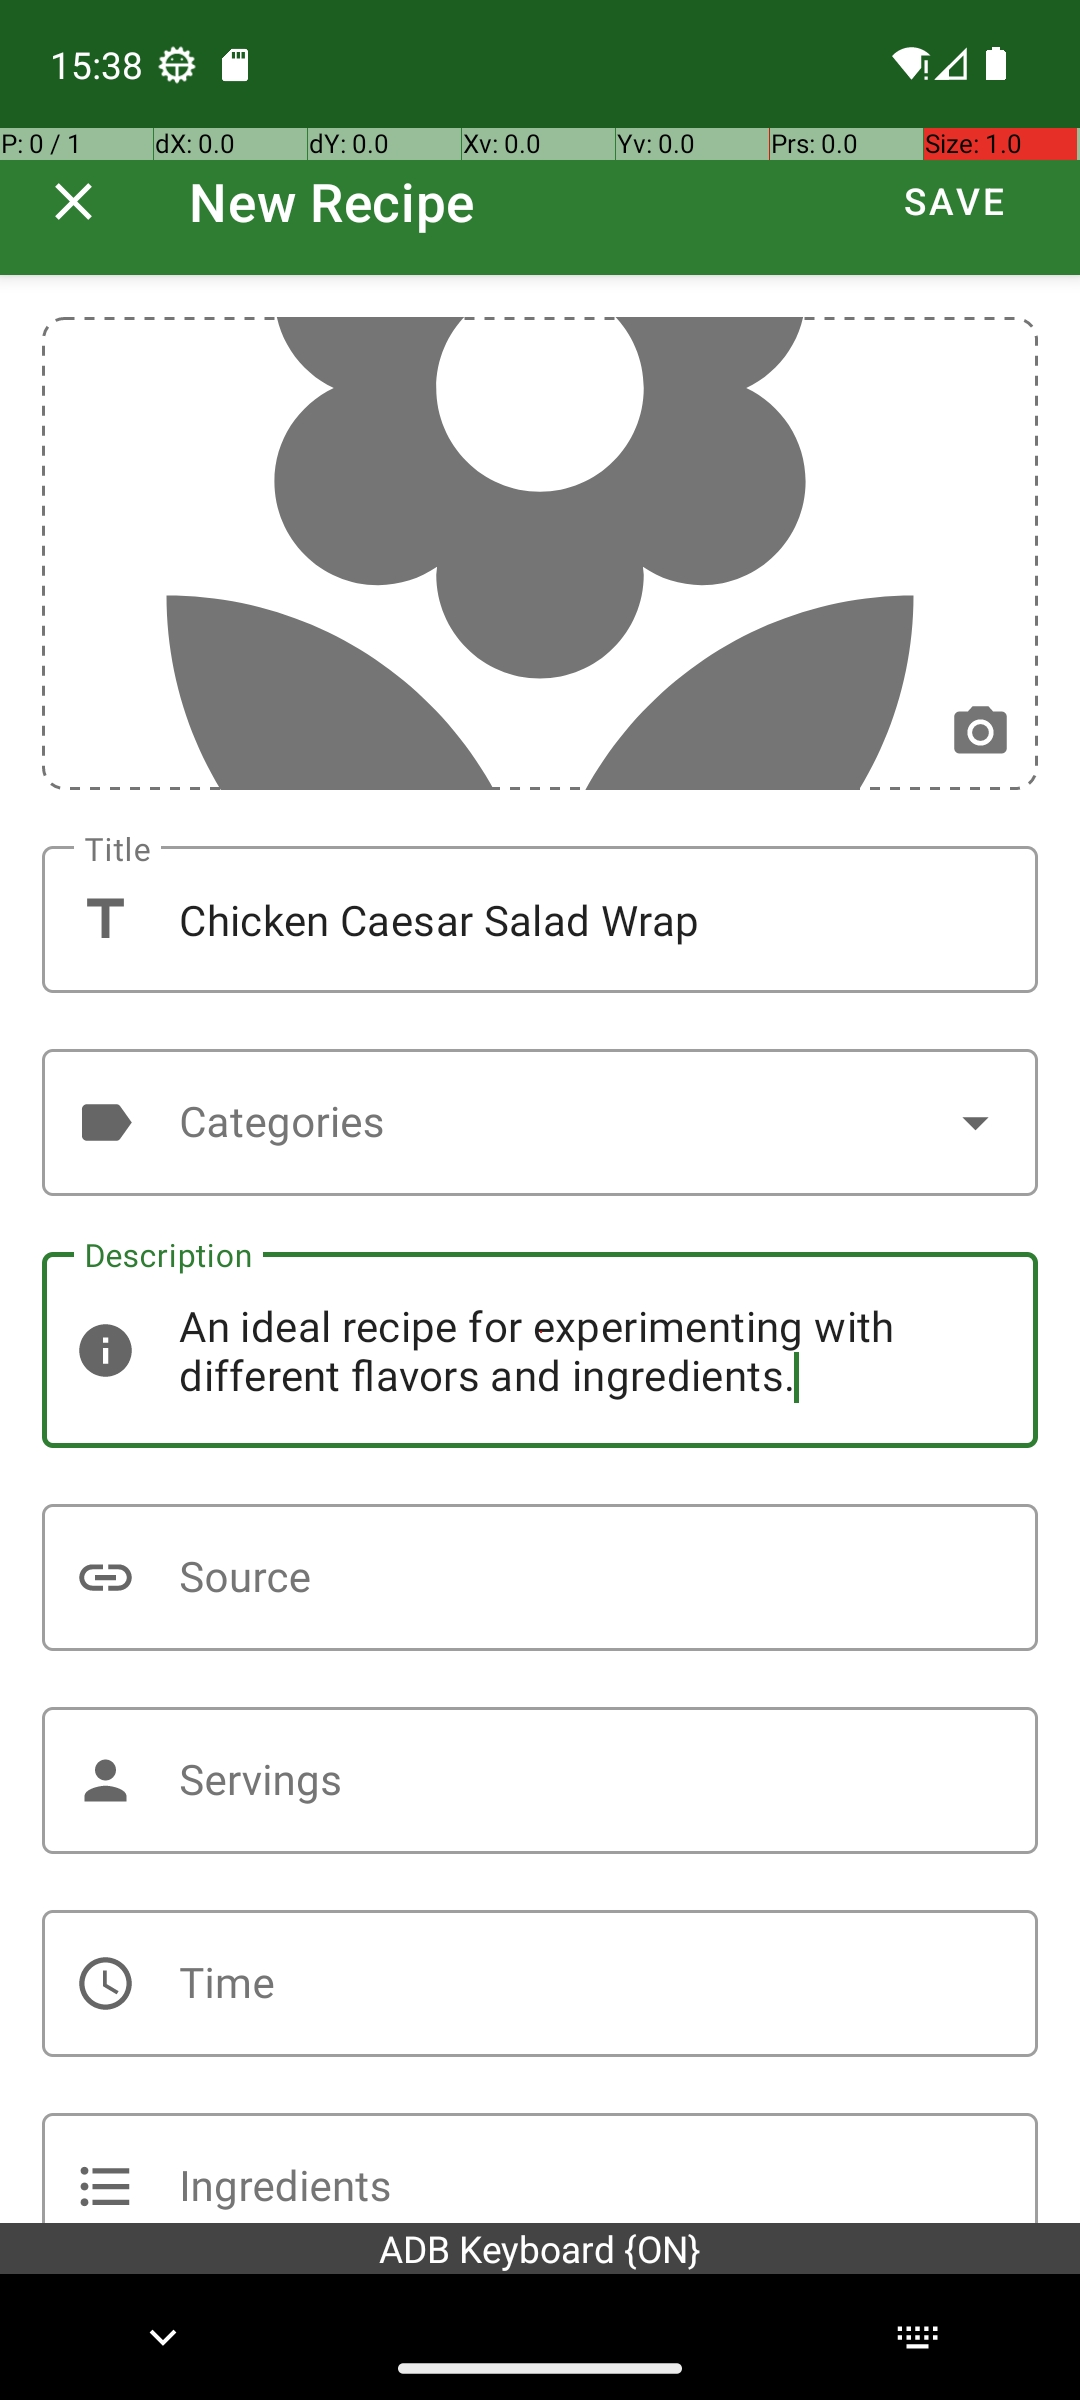 15:38
P: 0 / 1 dX: 0.0 dY: 0.0 Xv: 0.0 Yv: 0.0 Prs: 0.0 Size: 1.0
New Recipe SAVE
Title
Chicken Caesar Salad Wrap
Categories
Description
An ideal recipe for experimenting with
different flavors and ingredients.
Source
Servings
Time
Ingredients
ADB Keyboard {ON}